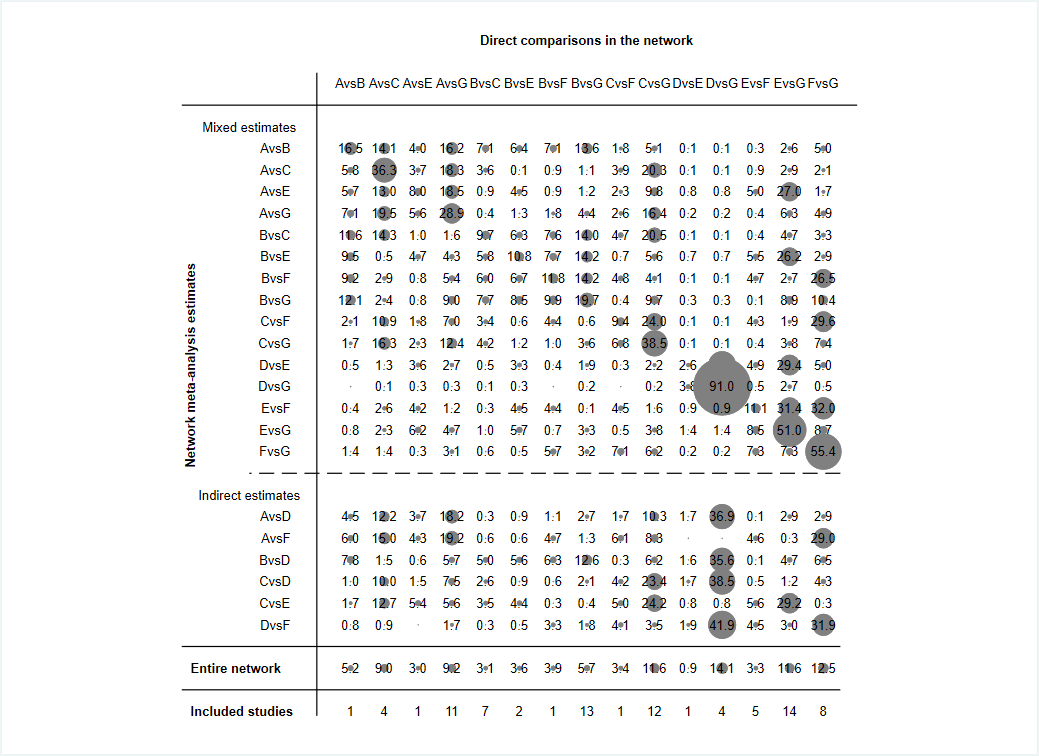 Direct comparisons in the network
AvsB AvsC AvsE AvsG BvsC BvsE BvsF BvsG CvsF CvsG DvsE DvsG EvsF EvsG FvsG
Mixed estimates
AvsB 16.5 14.1 4.0 16.2 7.1 6.4 7.1 13.6 1.8 5.1 0.1 0.1 0.3 2.6 5.0
AvsC 5.8 36.3 3.7 18.3 3.6 0.1 0.9 1.1 3.9 20.3 0.1 0.1 0.9 2.9 2.1
AvsE 5.7 13.0 8.0 18.5 0.9 4.5 0.9 1.2 2.3 9.8 0.8 0.8 5.0 27.0 1.7
AvsG 7.1 19.5 5.6 28.9 0.4 1.3 1.8 4.4 2.6 16.4 0.2 0.2 0.4 6.3 4.9
BvsC 11.6 14.3 1.0 1.6 9.7 6.3 7.6 14.0 4.7 20.5 0.1 0.1 0.4 4.7 3.3
BvsE 9.5 0.5 4.7 4.3 5.8 10.8 7.7 14.2 0.7 5.6 0.7 0.7 5.5 26.2 2.9
BvsF 9.2 2.9 0.8 5.4 6.0 6.7 11.8 14.2 4.8 4.1 0.1 0.1 4.7 2.7 26.5
BvsG 12.1 2.4 0.8 9.0 7.7 8.5 9.9 19.7 0.4 9.7 0.3 0.3 0.1 8.9 10.4
CvsF 2.1 10.9 1.8 7.0 3.4 0.6 4.4 0.6 9.4 24.0 0.1 0.1 4.3 1.9 29.6
CvsG 1.7 16.3 2.3 12.4 4.2 1.2 1.0 3.6 6.8 38.5 0.1 0.1 0.4 3.8 7.4
DvsE 0.5 1.3 3.6 2.7 0.5 3.3 0.4 1.9 0.3 2.2 2.6 4.9 29.4 5.0
DvsG . 0.1 0.3 0.3 0.1 0.3 . 0.2 . 0.2 3.8 91.0 0.5 2.7 0.5
EvsF 0.4 2.6 4.2 1.2 0.3 4.5 4.4 0.1 4.5 1.6 0.9 0.9 11.1 31.4 32.0
EvsG 0.8 2.3 6.2 4.7 1.0 5.7 0.7 3.3 0.5 3.8 1.4 1.4 8.5 51.0 8.7
FvsG 1.4 1.4 0.3 3.1 0.6 0.5 5.7 3.2 7.1 6.2 0.2 0.2 7.3 7.3 55.4
Indirect estimates
AvsD 4.5 12.2 3.7 18.2 0.3 0.9 1.1 2.7 1.7 10.3 1.7 36.9 0.1 2.9 2.9
AvsF 6.0 15.0 4.3 19.2 0.6 0.6 4.7 1.3 6.1 8.3 . . 4.6 0.3 29.0
BvsD 7.8 1.5 0.6 5.7 5.0 5.6 6.3 12.6 0.3 6.2 1.6 35.6 0.1 4.7 6.5
CvsD 1.0 10.0 1.5 7.5 2.6 0.9 0.6 2.1 4.2 23.4 1.7 38.5 0.5 1.2 4.3
CvsE 1.7 12.7 5.4 5.6 3.5 4.4 0.3 0.4 5.0 24.2 0.8 0.8 5.6 29.2 0.3
DvsF 0.8 0.9 . 1.7 0.3 0.5 3.3 1.8 4.1 3.5 1.9 41.9 4.5 3.0 31.9
Entire network 5.2 9.0 3.0 9.2 3.1 3.6 3.9 5.7 3.4 11.6 0.9 14.1 3.3 11.6 12.5
Included studies 1 4 1 11 7 2 1 13 1 12 1 4 5 14 8
Network meta-analysis estimates